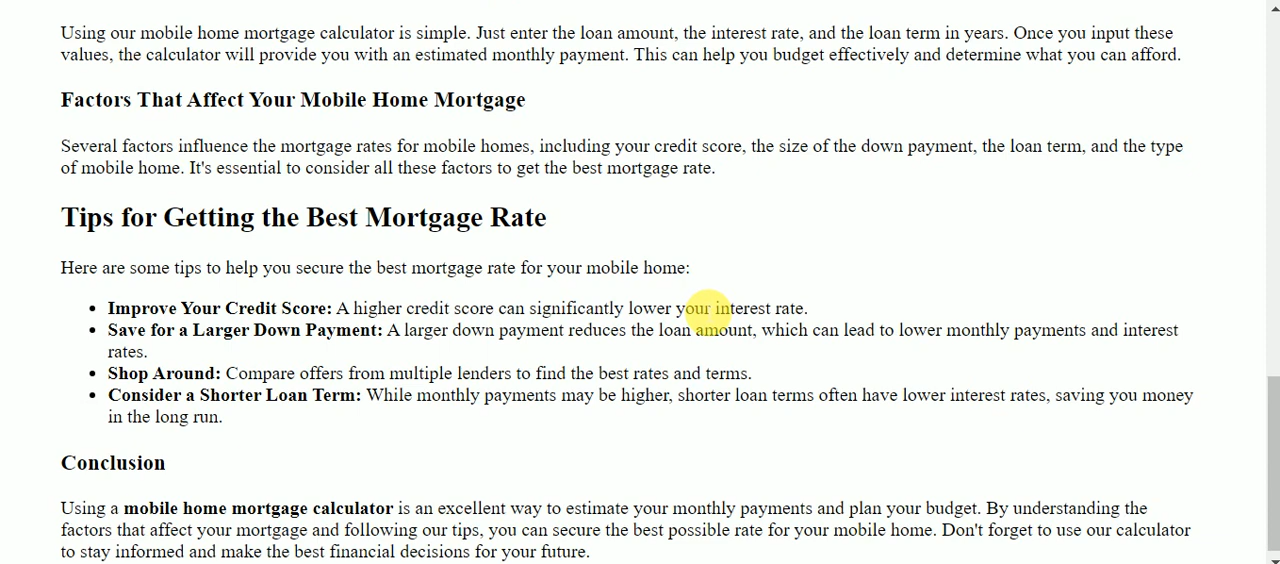 Using our mobile home mortgage calculator is simple. Just enter the loan amount, the interest rate, and the loan term in years. Once you input these
values, the calculator will provide you with an estimated monthly payment. This can help you budget effectively and determine what you can afford.
Factors That Affect Your Mobile Home Mortgage
Several factors influence the mortgage rates for mobile homes, including your credit score, the size of the down payment, the loan term, and the type
of mobile home. It's essential to consider all these factors to get the best mortgage rate.
Tips for Getting the Best Mortgage Rate
Here are some tips to help you secure the best mortgage rate for your mobile home:
• Improve Your Credit Score: A higher credit score can significantly lower your interest rate.
• Save for a Larger Down Payment: A larger down payment reduces the loan amount, which can lead to lower monthly payments and interest
rates.
• Shop Around: Compare offers from multiple lenders to find the best rates and terms.
• Consider a Shorter Loan Term: While monthly payments may be higher, shorter loan terms often have lower interest rates, saving you money
in the long run.
Conclusion
Using a mobile home mortgage calculator is an excellent way to estimate your monthly payments and plan your budget. By understanding the
factors that affect your mortgage and following our tips, you can secure the best possible rate for your mobile home. Don't forget to use our calculator
to stay informed and make the best financial decisions for your future.